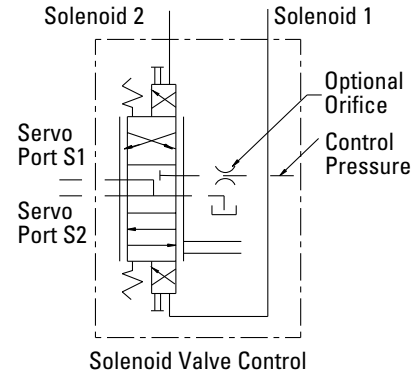 Solenoid 2
Solenoid 1
Optional
Orifice
Control
Pressure
Servo
Port S1
Servo
Port S2
Solenoid Valve Control